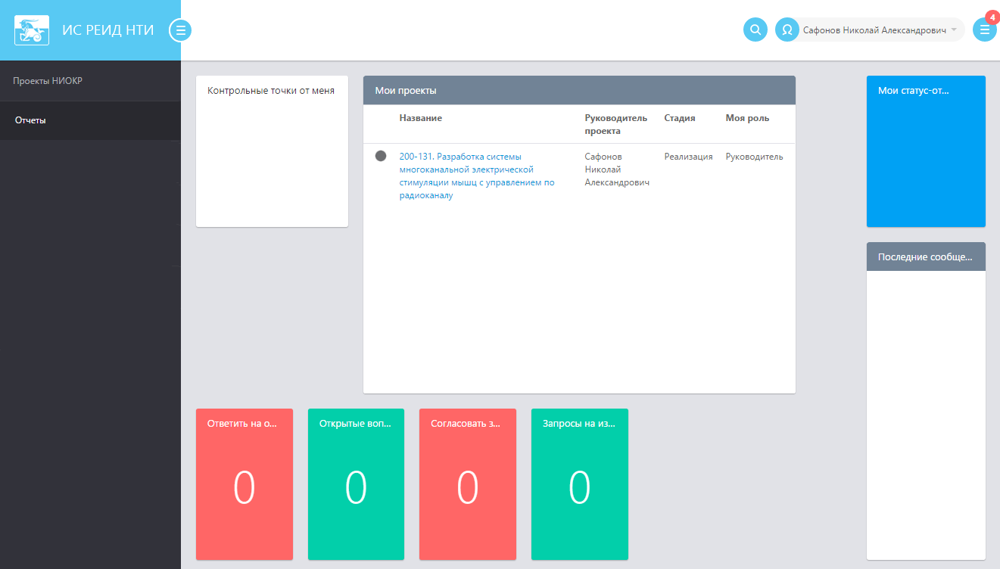 ИС РЕИД НТИ
Сафонов Николай Александрович
4
Проекты НИОКР
Отчеты
Контрольные точки от меня
Мои проекты
Название
Руководитель
проекта
Стадия
Моя роль
200-131. Разработка системы
многоканальной электрической
стимуляции мышц с управлением по
радиоканалу
Сафонов
Николай
Александрович
Реализация
Руководитель
Мои статус-от...
Последние сообще...
Ответить на о...
0
Открытые воп...
0
Согласовать з...
0
Запросы на из...
0